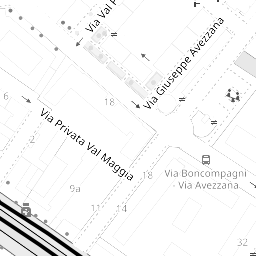 Via Val P
Via Giuseppe Avezzana
6
18
Via Privata Val Maggia
2
18
Via Boncompagni
- Via Avezzana
9a
11
14
32